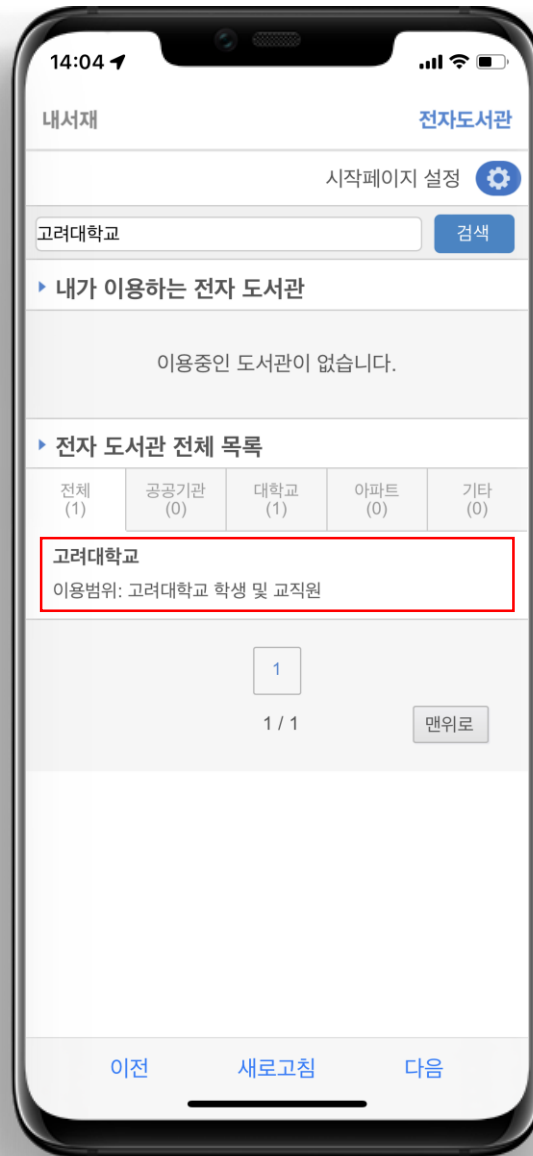 14:04
내서재 전자도서관
시작페이지 설정
고려대학교 검색
내가 이용하는 전자 도서관
이용중인 도서관이 없습니다.
전자 도서관 전체 목록
전체 공공기관 대학교 아파트 기타
(1) (0) (1) (0) (0)
고려대학교
이용범위: 고려대학교 학생 및 교직원
1
1 / 1 맨위로
이전 새로고침 다음